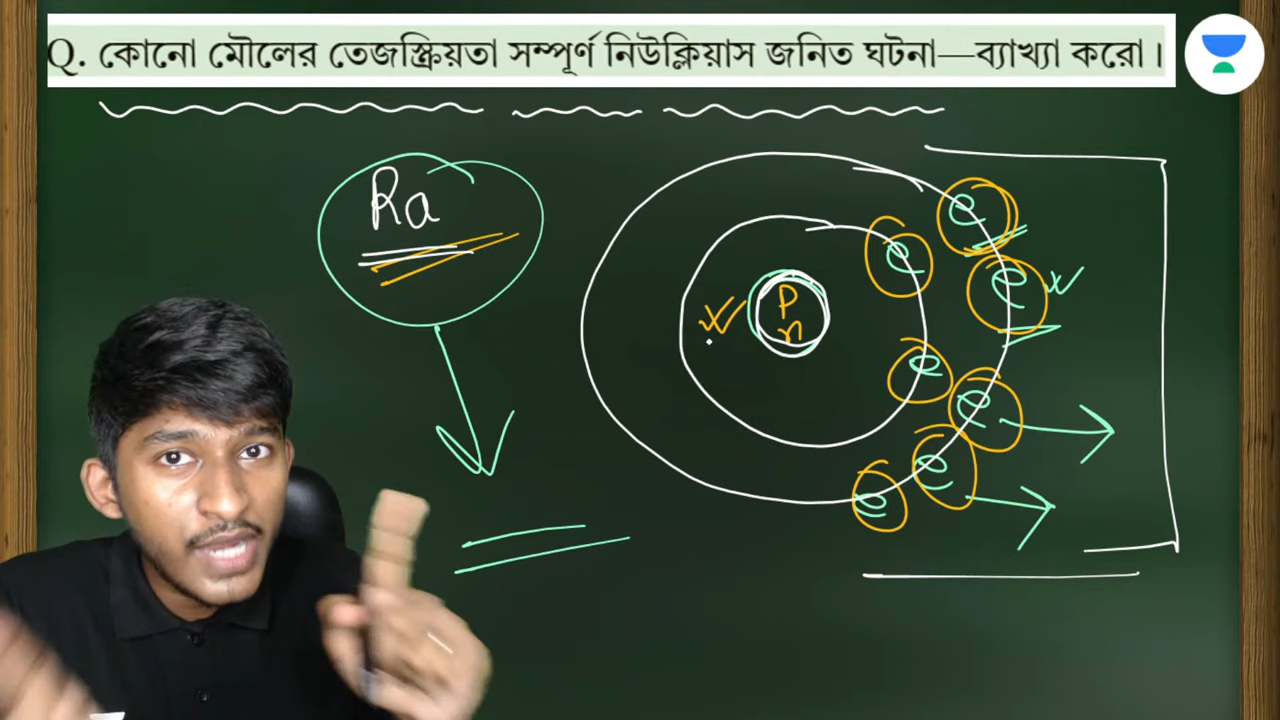 Q. কোনো মৌলের তেজস্ক্রিয়তা সম্পূর্ণ নিউক্লিয়াস জনিত ঘটনা—ব্যাখ্যা করো।
Ra
e
e
e
P
n
e
e
e
e